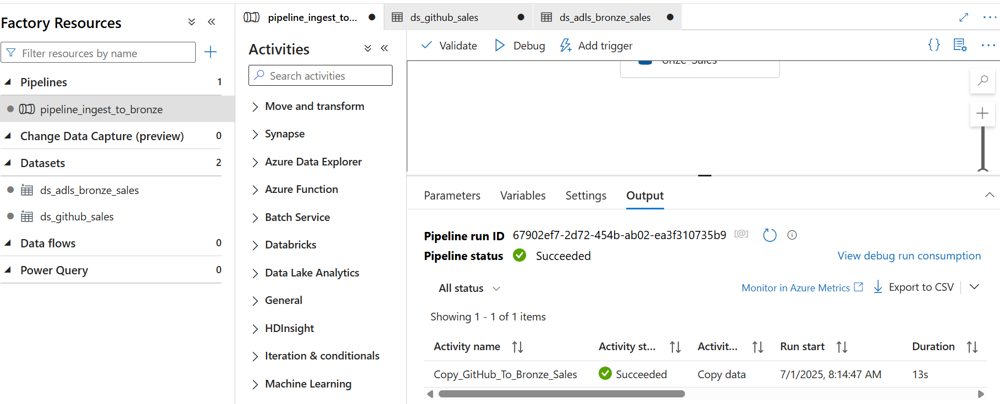 Factory Resources
Filter resources by name
Pipelines 1
pipeline_ingest_to_bronze
Change Data Capture (preview) 0
Datasets 2
ds_adls_bronze_sales
ds_github_sales
Data flows 0
Power Query 0
pipeline_ingest_to...
ds_github_sales
ds_adls_bronze_sales
Activities
Search activities
Move and transform
Synapse
Azure Data Explorer
Azure Function
Batch Service
Databricks
Data Lake Analytics
General
HDInsight
Iteration & conditionals
Machine Learning
Validate Debug Add trigger
onze_Sales
Parameters Variables Settings Output
Pipeline run ID 67902ef7-2d72-454b-ab02-ea3f310735b9 [@]
Pipeline status Succeeded
View debug run consumption
All status
Monitor in Azure Metrics Export to CSV
Showing 1 - 1 of 1 items
Activity name Activity st... Activit... Run start Duration
Copy_GitHub_To_Bronze_Sales Succeeded Copy data 7/1/2025, 8:14:47 AM 13s